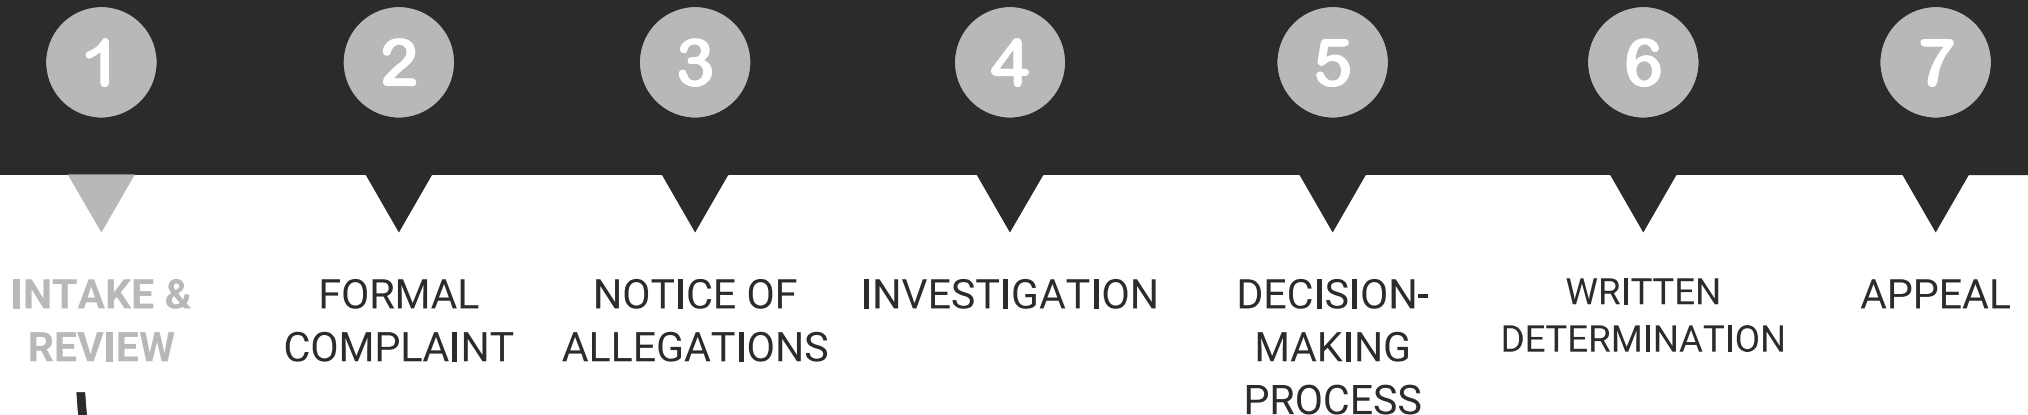 1
2
3
4
5
6
7
INTAKE &
REVIEW
FORMAL
COMPLAINT
NOTICE OF
ALLEGATIONS
INVESTIGATION
DECISION-
MAKING
PROCESS
WRITTEN
DETERMINATION
APPEAL